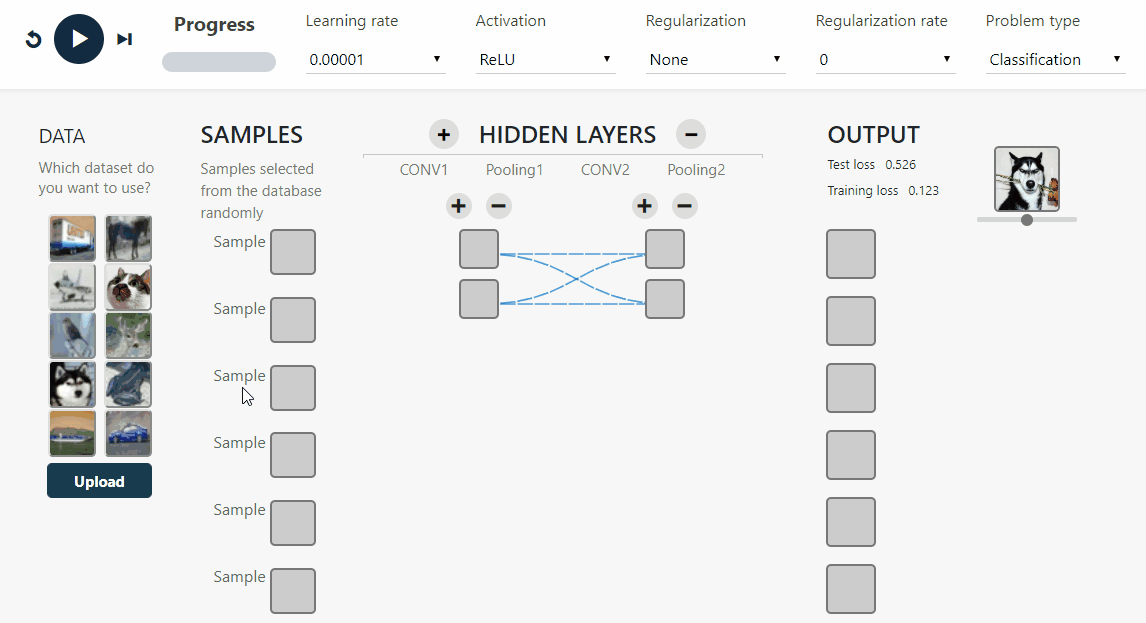 Progress
Learning rate
0.00001
Activation
ReLU
Regularization
None
Regularization rate
0
Problem type
Classification
DATA
Which dataset do
you want to use?
Upload
SAMPLES
Samples selected
from the database
randomly
Sample
Sample
Sample
Sample
Sample
Sample
+ HIDDEN LAYERS −
CONV1 Pooling1 CONV2 Pooling2
+ − + −
OUTPUT
Test loss 0.526
Training loss 0.123